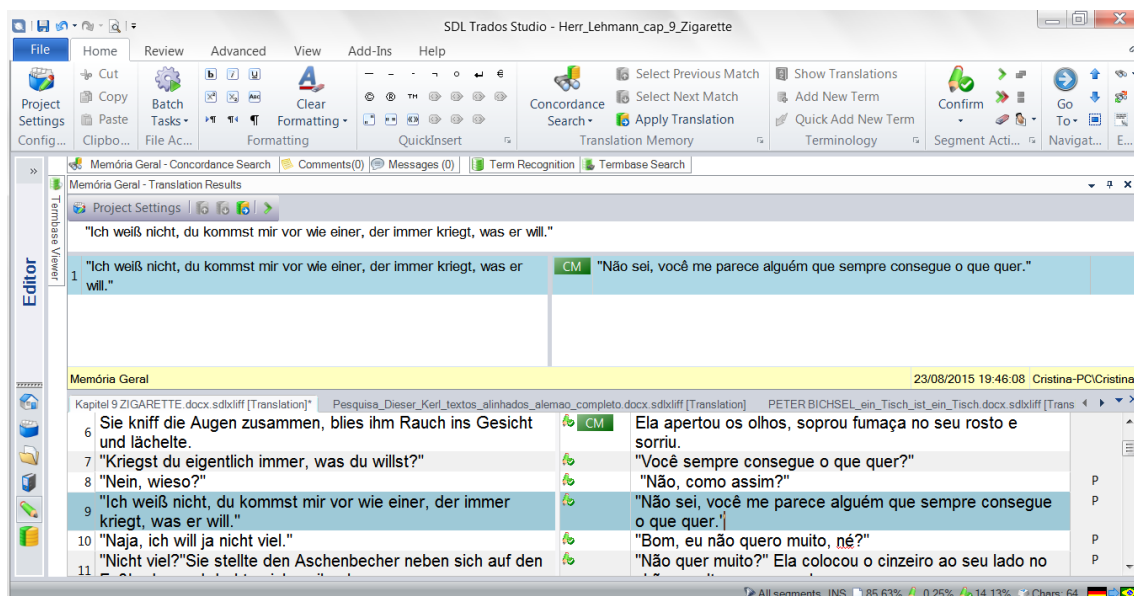 SDL Trados Studio - Herr_Lehmann_cap_9_Zigarette
File Home Review Advanced View Add-Ins Help
Project Settings
Config...
Cut
Copy
Paste
Clipbo...
Batch Tasks
File Ac...
Clear Formatting
Formatting
QuickInsert
Concordance Search
Select Previous Match
Select Next Match
Apply Translation
Translation Memory
Show Translations
Add New Term
Quick Add New Term
Terminology
Confirm
Segment Acti...
Go To
Navigat...
E...
Memória Geral - Concordance Search Comments(0) Messages (0) Term Recognition Termbase Search
Editor
Termbase Viewer
Memória Geral - Translation Results
Project Settings
"Ich weiß nicht, du kommst mir vor wie einer, der immer kriegt, was er will."
1 "Ich weiß nicht, du kommst mir vor wie einer, der immer kriegt, was er CM "Não sei, você me parece alguém que sempre consegue o que quer."
will."
Memória Geral 23/08/2015 19:46:08 Cristina-PC\Cristina
Kapitel 9 ZIGARETTE.docx.sdlxliff [Translation]* Pesquisa_Dieser_Kerl_textos_alinhados_alemao_completo.docx.sdlxliff [Translation] PETER BICHSEL_ein_Tisch_ist_ein_Tisch.docx.sdlxliff [Trans
6 Sie kniff die Augen zusammen, blies ihm Rauch ins Gesicht CM Ela apertou os olhos, soprou fumaça no seu rosto e
und lächelte. sorriu.
7 "Kriegst du eigentlich immer, was du willst?" "Você sempre consegue o que quer?"
8 "Nein, wieso?" "Não, como assim?" P
9 "Ich weiß nicht, du kommst mir vor wie einer, der immer "Não sei, você me parece alguém que sempre consegue P
kriegt, was er will." o que quer."
10 "Naja, ich will ja nicht viel." "Bom, eu não quero muito, né?" P
11 "Nicht viel?"Sie stellte den Aschenbecher neben sich auf den "Não quer muito?" Ela colocou o cinzeiro ao seu lado no P
All segments INS 85,63% 0,25% 14,13% Chars: 64